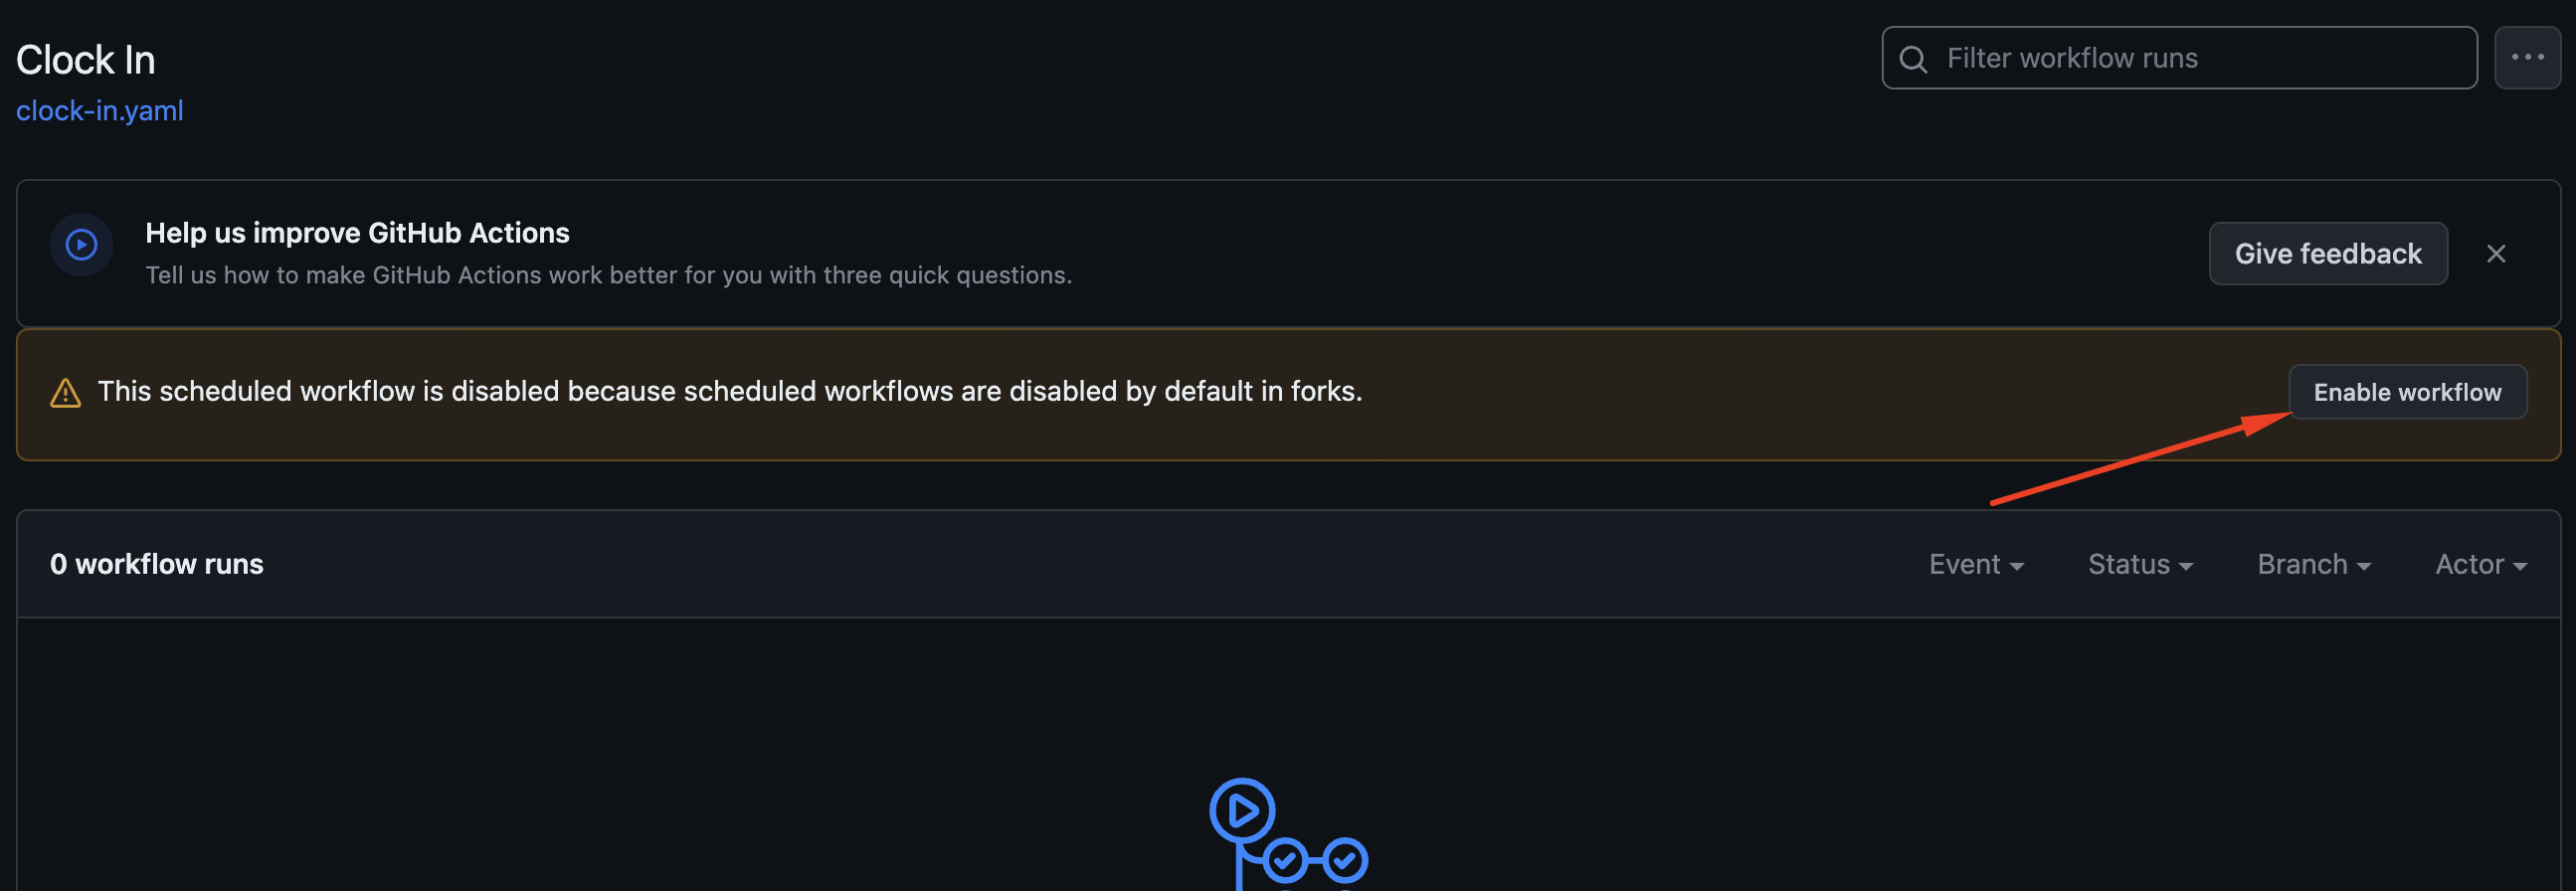 Clock In
Filter workflow runs
clock-in.yaml
Help us improve GitHub Actions
Tell us how to make GitHub Actions work better for you with three quick questions.
Give feedback
This scheduled workflow is disabled because scheduled workflows are disabled by default in forks.
Enable workflow
0 workflow runs
Event
Status
Branch
Actor